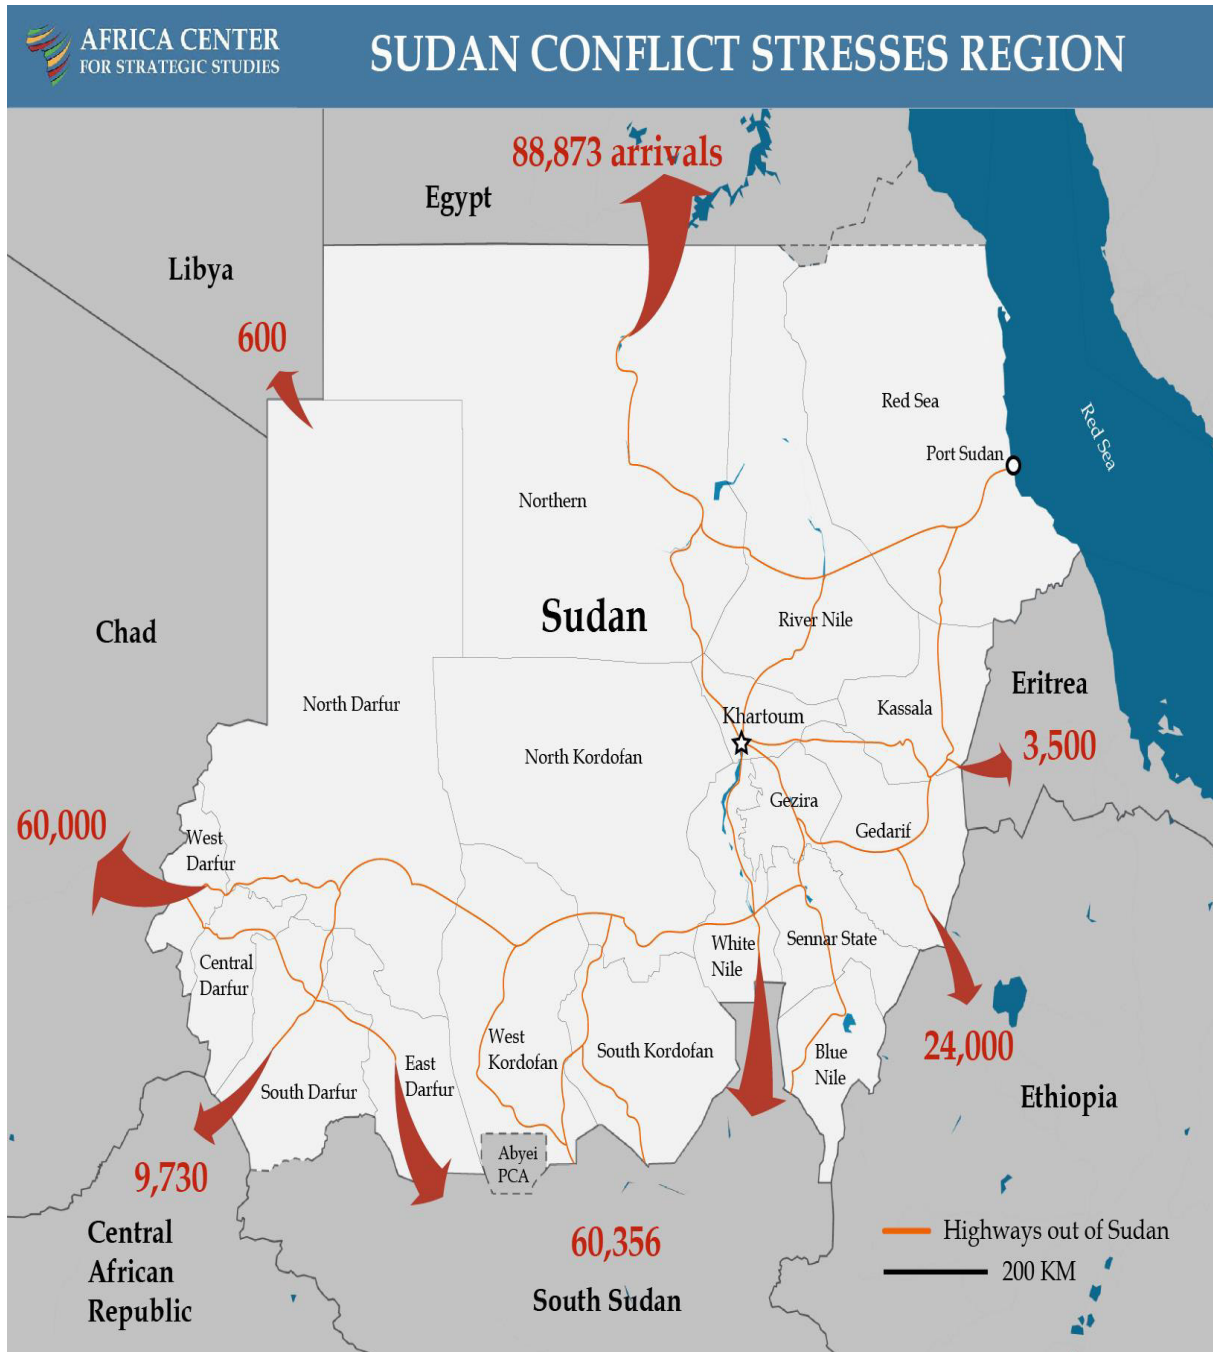 AFRICA CENTER
FOR STRATEGIC STUDIES
SUDAN CONFLICT STRESSES REGION
88,873 arrivals
Egypt
Libya
600
Red Sea
Red Sea
Port Sudan
Northern
Sudan
River Nile
Chad
Eritrea
North Darfur
Khartoum
Kassala
3,500
North Kordofan
Gezira
60,000
West
Darfur
Gedarif
White
Nile
Sennar State
Central
Darfur
24,000
West
Kordofan
South Kordofan
Blue
Nile
East
Darfur
South Darfur
Ethiopia
Abyei
PCA
9,730
Central
African
Republic
60,356
South Sudan
Highways out of Sudan
200 KM